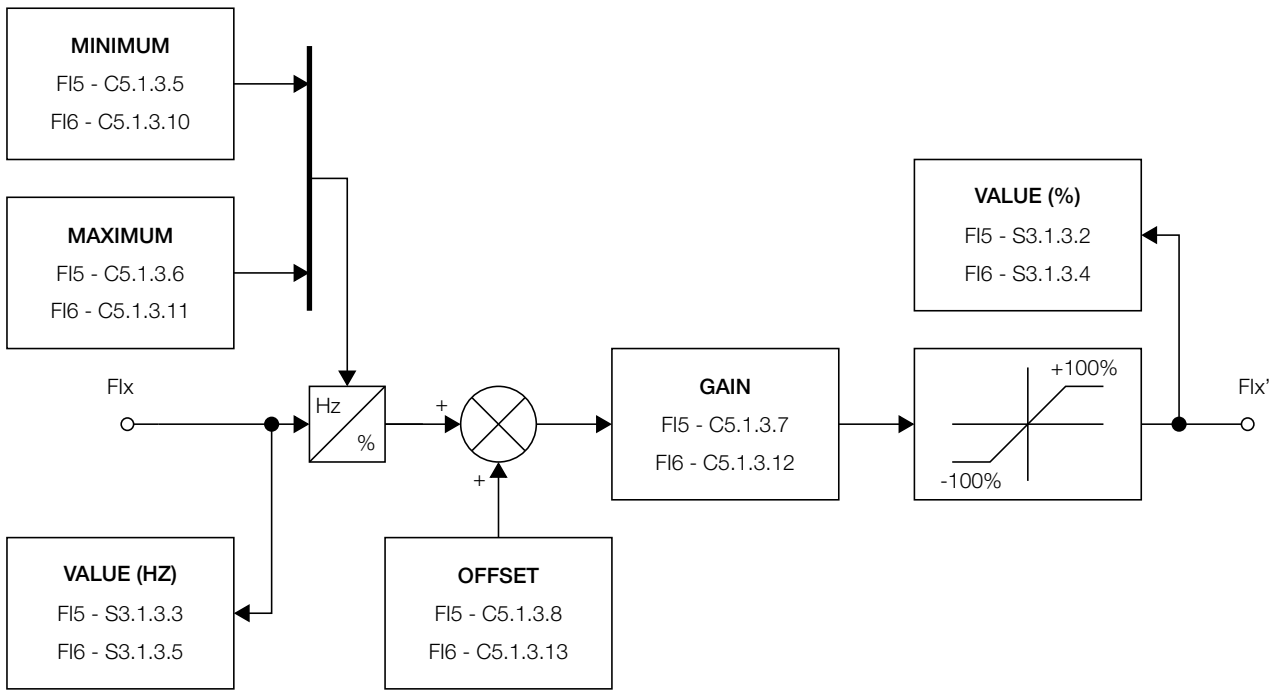 MINIMUM
FI5 - C5.1.3.5
FI6 - C5.1.3.10
MAXIMUM
FI5 - C5.1.3.6
FI6 - C5.1.3.11
VALUE (%)
FI5 - S3.1.3.2
FI6 - S3.1.3.4
FIx
Hz
%
+
+
GAIN
FI5 - C5.1.3.7
FI6 - C5.1.3.12
+100%
-100%
FIx'
VALUE (HZ)
FI5 - S3.1.3.3
FI6 - S3.1.3.5
OFFSET
FI5 - C5.1.3.8
FI6 - C5.1.3.13